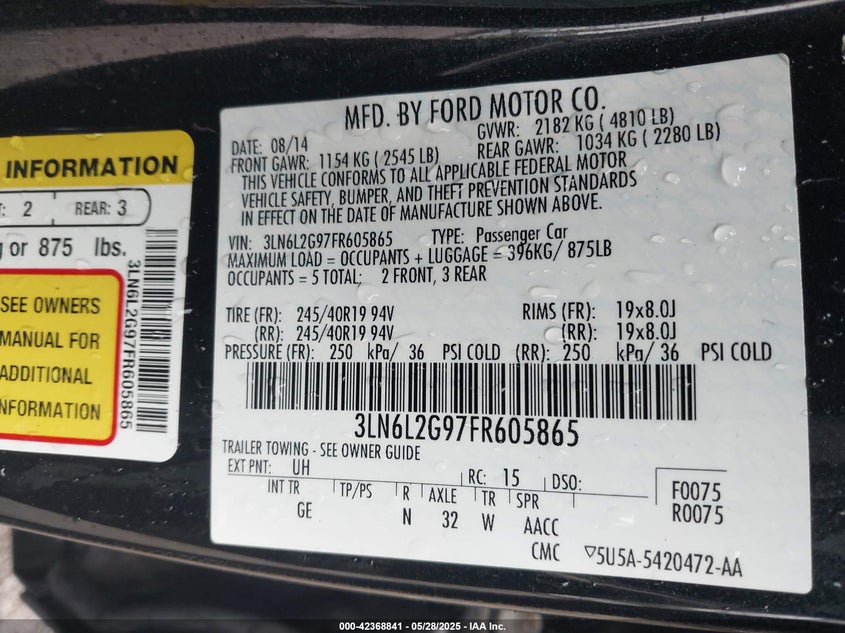 INFORMATION
: 2 REAR: 3
or 875 lbs.
SEE OWNERS
MANUAL FOR
ADDITIONAL
INFORMATION
3LN6L2G97FR605865
MFD. BY FORD MOTOR CO.
DATE: 08/14 GVWR: 2182 KG ( 4810 LB)
FRONT GAWR: 1154 KG ( 2545 LB) REAR GAWR: 1034 KG ( 2280 LB)
THIS VEHICLE CONFORMS TO ALL APPLICABLE FEDERAL MOTOR
VEHICLE SAFETY, BUMPER, AND THEFT PREVENTION STANDARDS
IN EFFECT ON THE DATE OF MANUFACTURE SHOWN ABOVE.
VIN: 3LN6L2G97FR605865 TYPE: Passenger Car
MAXIMUM LOAD = OCCUPANTS + LUGGAGE = 396KG/ 875LB
OCCUPANTS = 5 TOTAL; 2 FRONT, 3 REAR
TIRE (FR): 245/40R19 94V RIMS (FR): 19x8.0J
(RR): 245/40R19 94V (RR): 19x8.0J
PRESSURE (FR): 250 kPa/ 36 PSI COLD (RR): 250 kPa/ 36 PSI COLD
3LN6L2G97FR605865
TRAILER TOWING - SEE OWNER GUIDE
EXT PNT: UH RC: 15 DSO:
INT TR TP/PS R AXLE TR SPR
GE N 32 W AACC
CMC
F0075
R0075
▽5U5A-5420472-AA
000-42368841 / 05/28/2025 - IAA Inc.